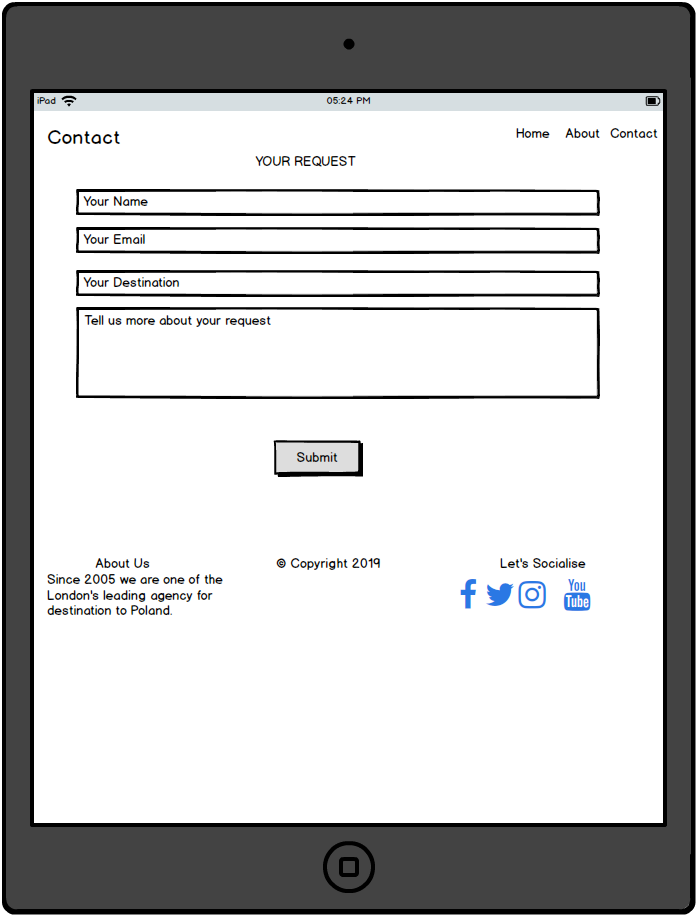 iPad 05:24 PM
Contact
Home About Contact
YOUR REQUEST
Your Name
Your Email
Your Destination
Tell us more about your request
Submit
About Us
Since 2005 we are one of the
London's leading agency for
destination to Poland.
© Copyright 2019
Let's Socialise
You
Tube